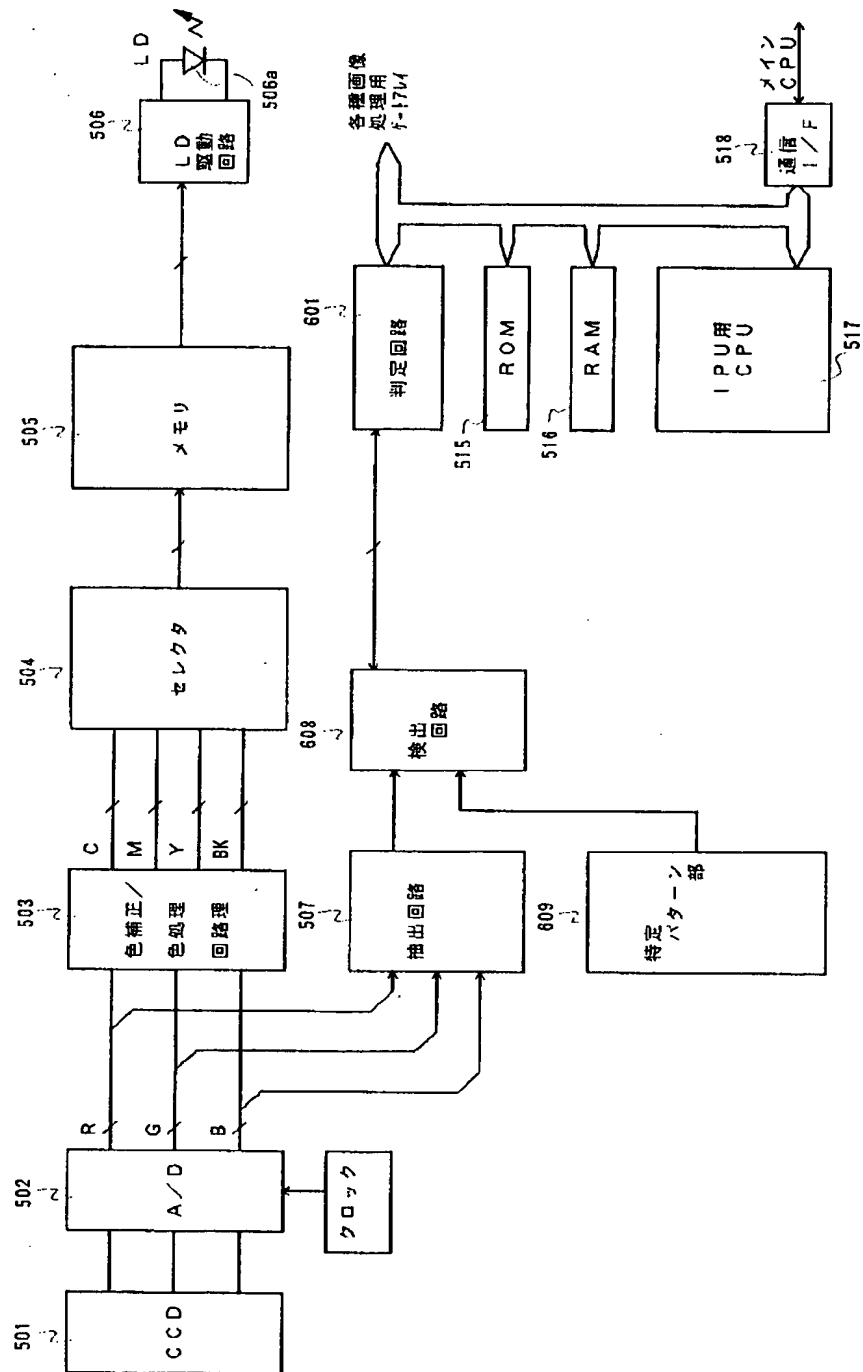 501
CCD
502
A/D
クロック
R
G
B
503
色補正/
色処理
回路理
C
M
Y
BK
504
セレクタ
505
メモリ
506
LD
駆動
回路
LD
506a
507
抽出回路
609
特定
パターン
部
608
検出
回路
601
判定回路
各種画像
処理用
ゲートアレイ
515
ROM
516
RAM
IPU用
CPU
517
518
通信
I/F
メイン
CPU